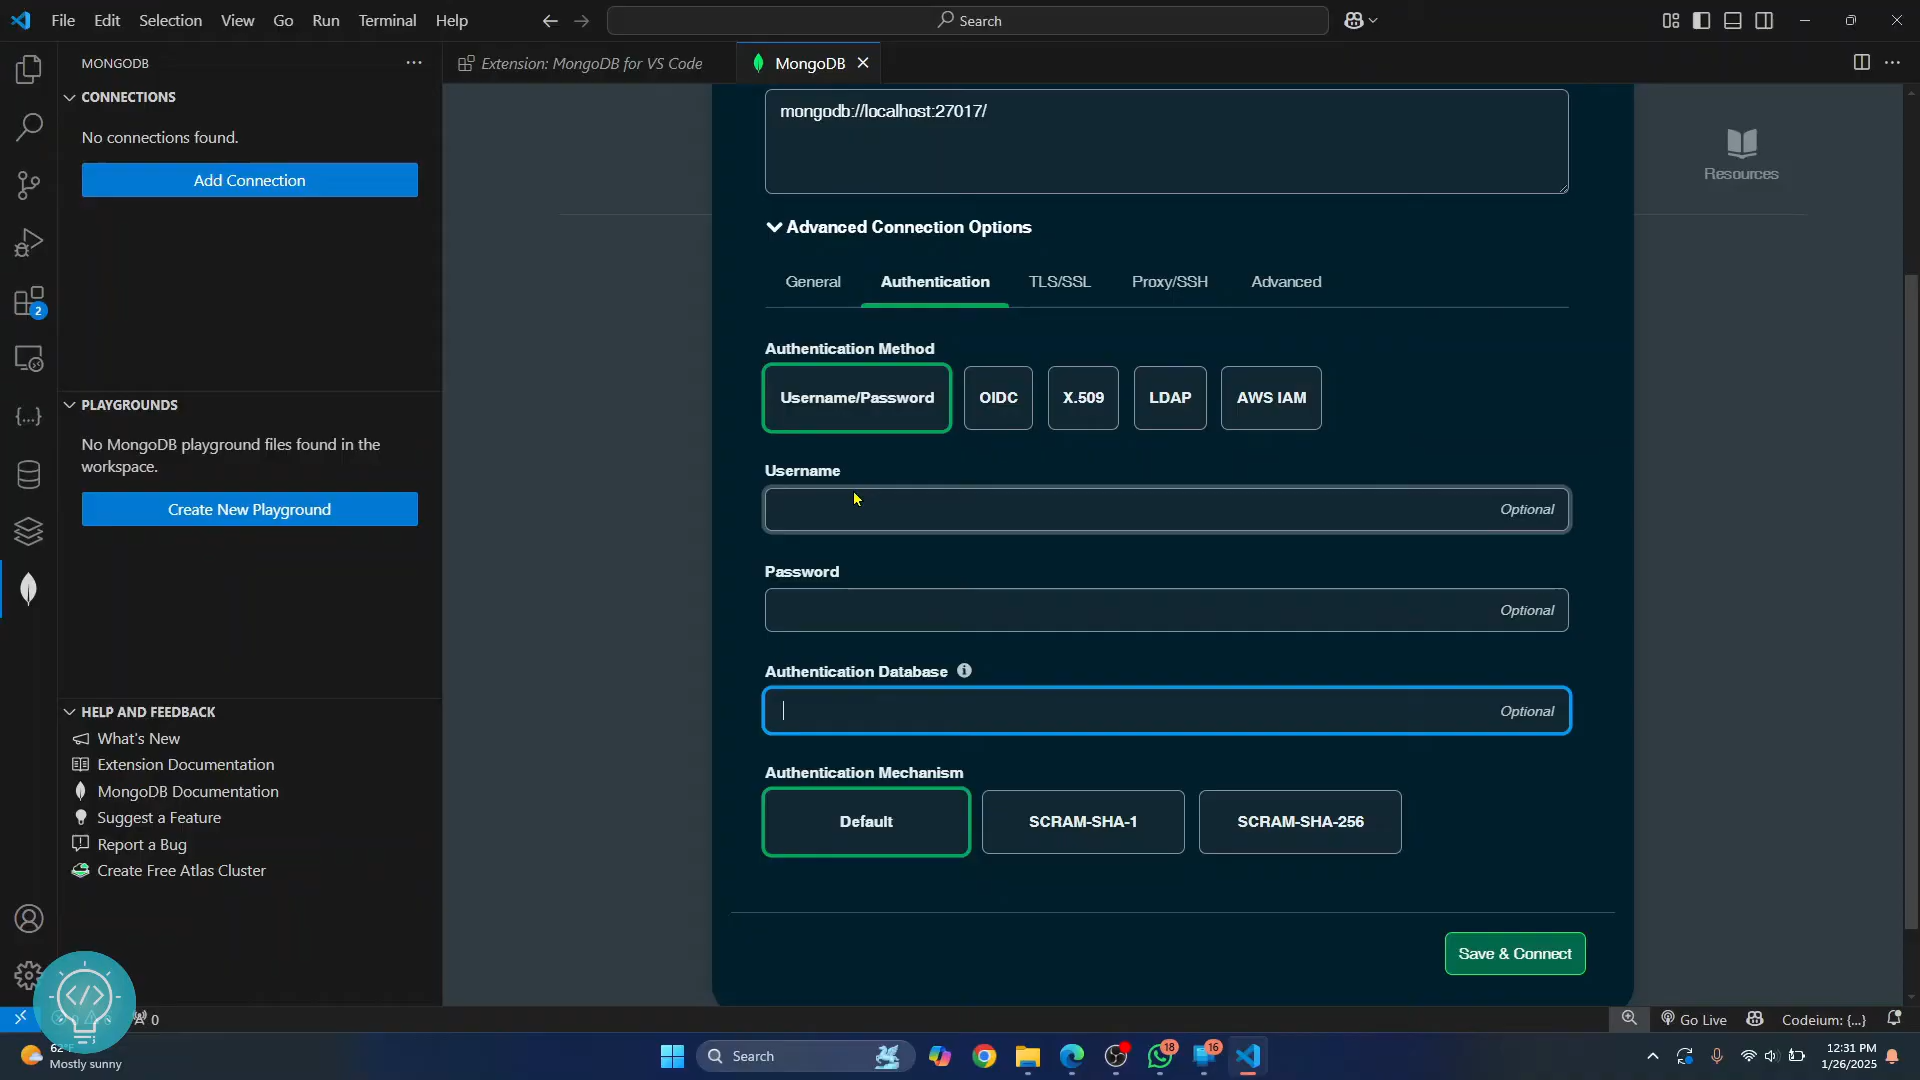 File Edit Selection View Go Run Terminal Help
Search
MONGODB
Extension: MongoDB for VS Code
MongoDB
CONNECTIONS
No connections found.
Add Connection
mongodb://localhost:27017/
Resources
Advanced Connection Options
General Authentication TLS/SSL Proxy/SSH Advanced
Authentication Method
Username/Password OIDC X.509 LDAP AWS IAM
2
PLAYGROUNDS
No MongoDB playground files found in the
workspace.
Create New Playground
Username
Optional
Password
Optional
Authentication Database
Optional
HELP AND FEEDBACK
What's New
Extension Documentation
MongoDB Documentation
Suggest a Feature
Report a Bug
Create Free Atlas Cluster
Authentication Mechanism
Default SCRAM-SHA-1 SCRAM-SHA-256
Save & Connect
0
Go Live
Codeium: {...}
Mostly sunny
Search
18
16
12:31 PM
1/26/2025